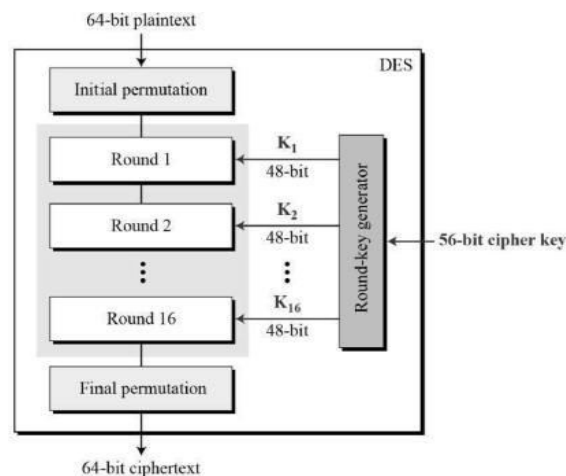 64-bit plaintext
DES
Initial permutation
Round 1
K₁
48-bit
Round 2
K₂
48-bit
Round-key generator
56-bit cipher key
Round 16
K₁₆
48-bit
Final permutation
64-bit ciphertext